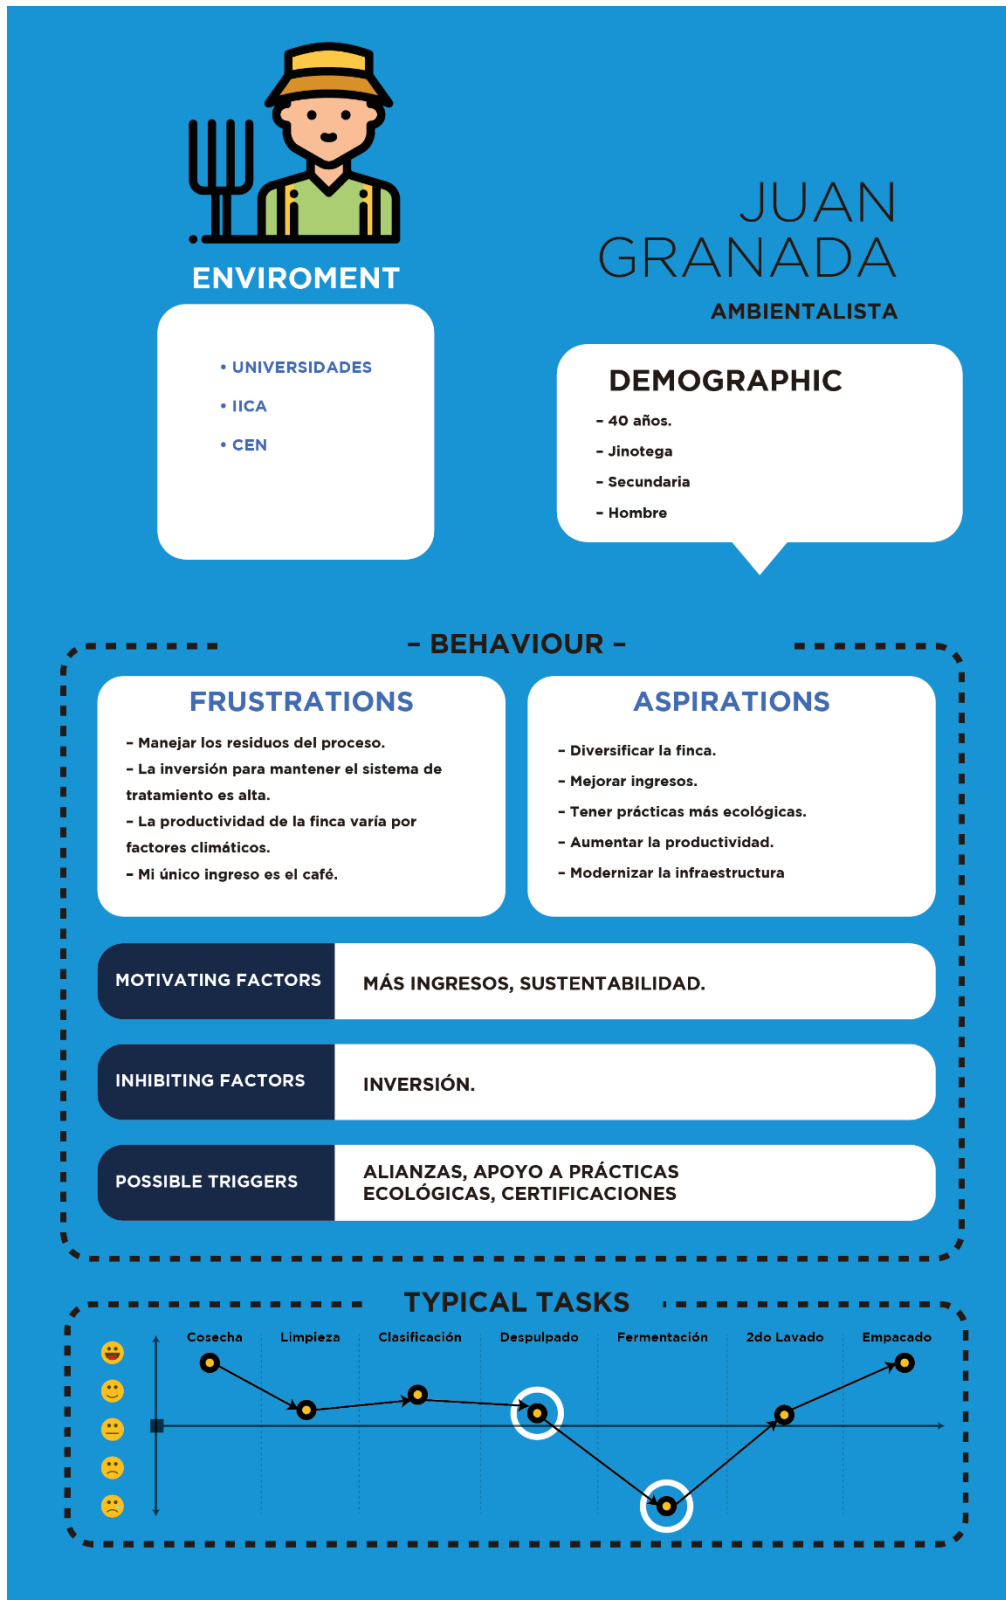 JUAN
GRANADA
AMBIENTALISTA
ENVIROMENT
• UNIVERSIDADES
• IICA
• CEN
DEMOGRAPHIC
– 40 años.
– Jinotega
– Secundaria
– Hombre
– BEHAVIOUR –
FRUSTRATIONS
– Manejar los residuos del proceso.
– La inversión para mantener el sistema de
tratamiento es alta.
– La productividad de la finca varía por
factores climáticos.
– Mi único ingreso es el café.
ASPIRATIONS
– Diversificar la finca.
– Mejorar ingresos.
– Tener prácticas más ecológicas.
– Aumentar la productividad.
– Modernizar la infraestructura
MOTIVATING FACTORS
MÁS INGRESOS, SUSTENTABILIDAD.
INHIBITING FACTORS
INVERSIÓN.
POSSIBLE TRIGGERS
ALIANZAS, APOYO A PRÁCTICAS
ECOLÓGICAS, CERTIFICACIONES
TYPICAL TASKS
Cosecha Limpieza Clasificación Despulpado Fermentación 2do Lavado Empacado